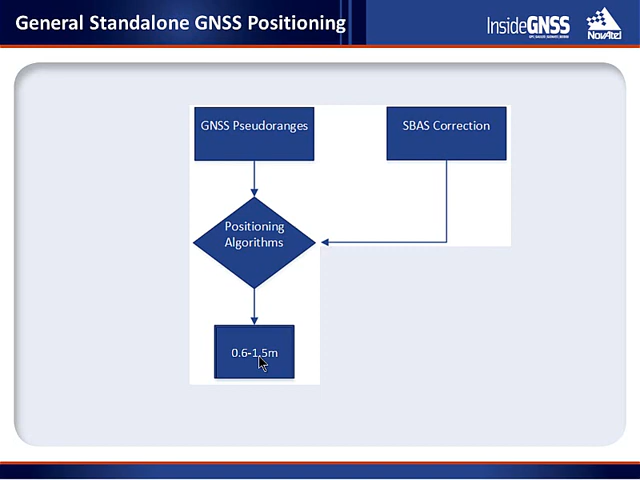 General Standalone GNSS Positioning
InsideGNSS
NovAtel
GNSS Pseudoranges
SBAS Correction
Positioning
Algorithms
0.6-1.5m